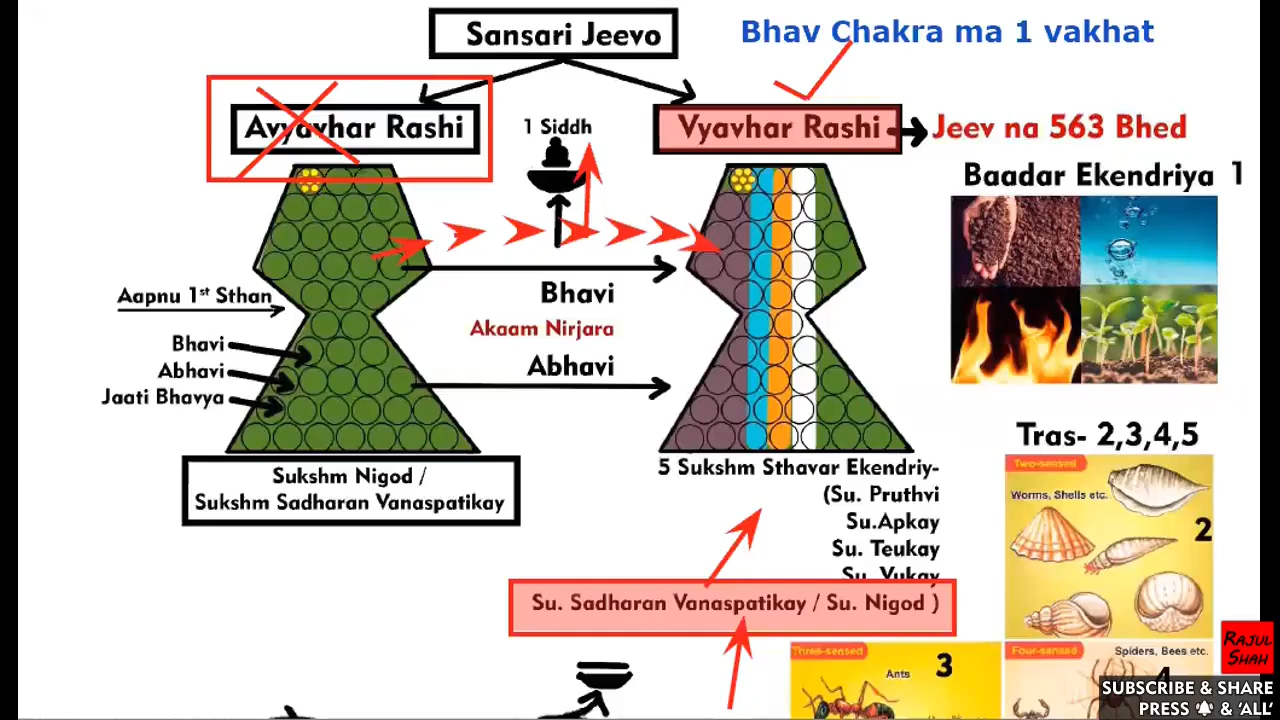 Sansari Jeevo
Bhav Chakra ma 1 vakhat
Avyavhar Rashi
1 Siddh
Vyavhar Rashi
Jeev na 563 Bhed
Baadar Ekendriya 1
Aapnu 1st Sthan
Bhavi
Abhavi
Jaati Bhavya
Bhavi
Akaam Nirjara
Abhavi
Sukshm Nigod /
Sukshm Sadharan Vanaspatikay
5 Sukshm Sthavar Ekendriy-
(Su. Pruthvi
Su.Apkay
Su. Teukay
Su. Vukay
Su. Sadharan Vanaspatikay / Su. Nigod )
Tras- 2,3,4,5
Two-sensed
Worms, Shells etc.
2
Three-sensed
Ants
3
Four-sensed
Spiders, Bees etc.
4
RAJUL
SHAH
SUBSCRIBE & SHARE
PRESS & 'ALL'